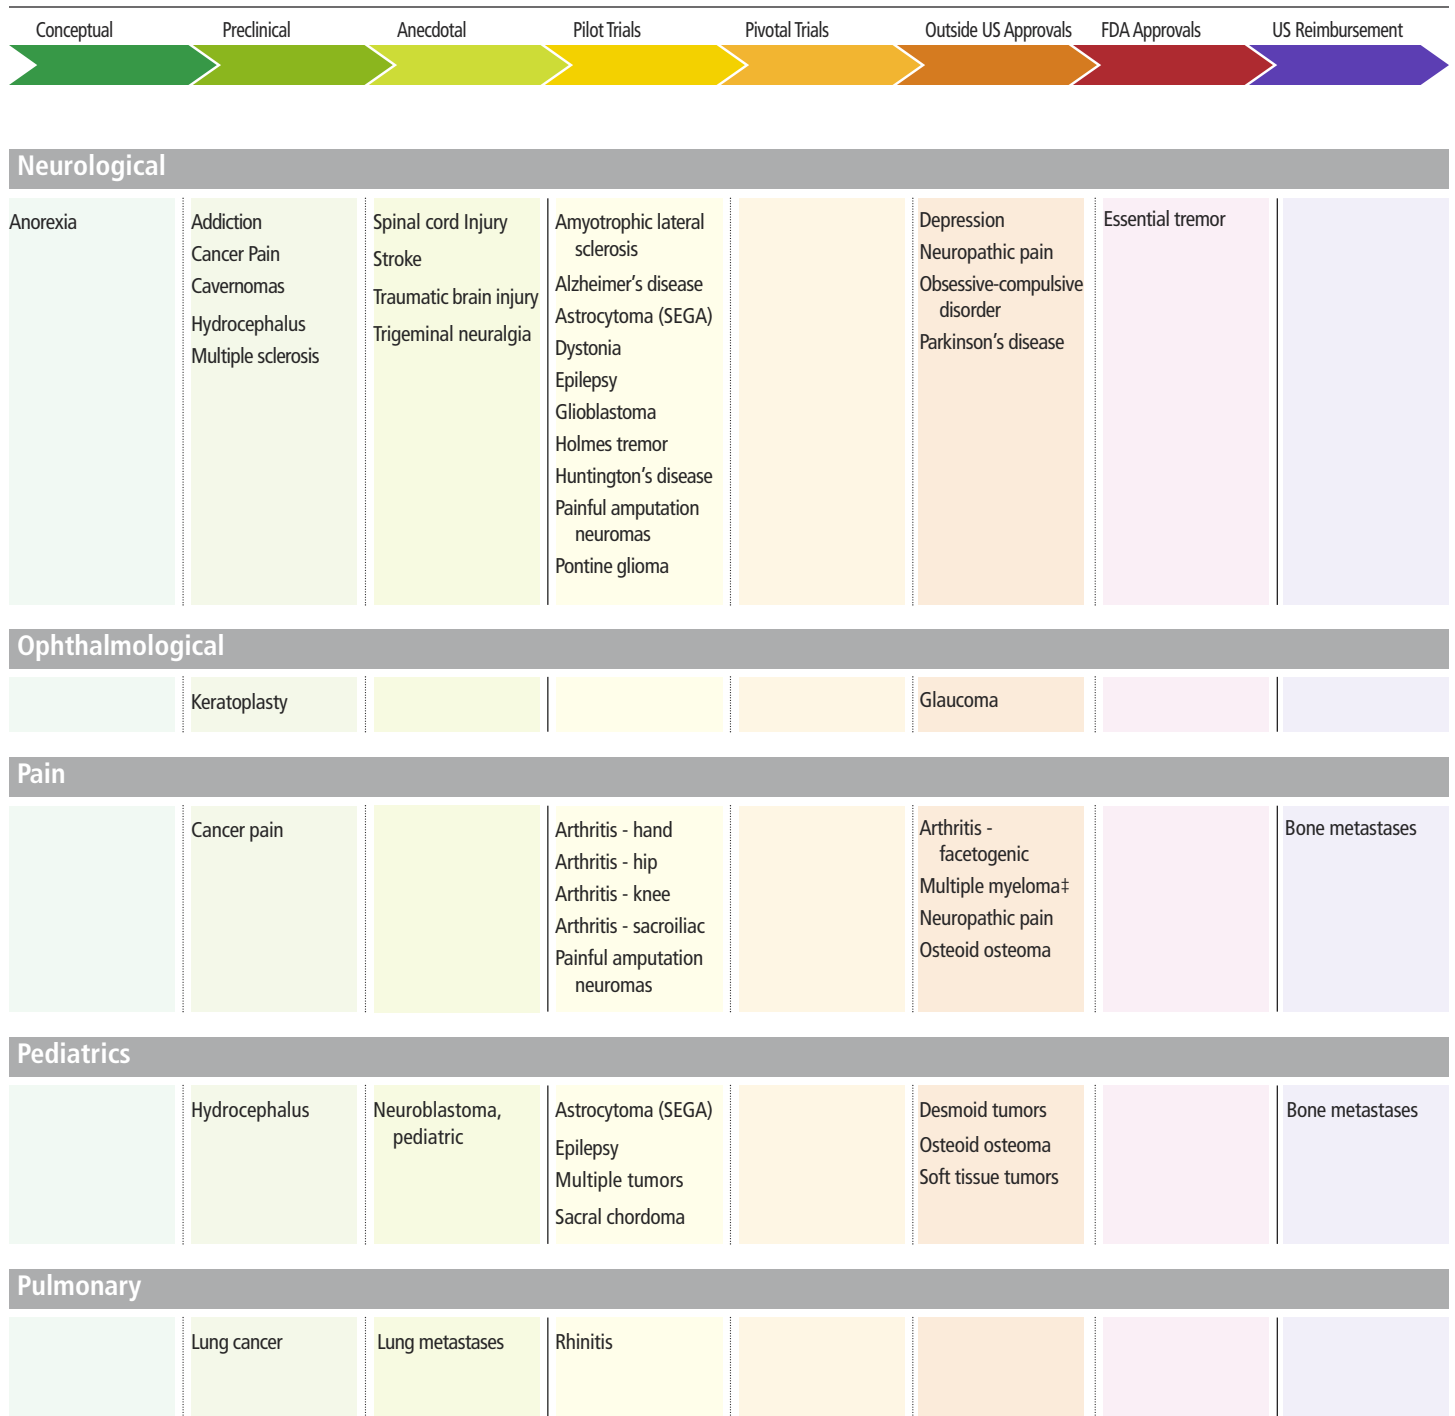 Conceptual
Preclinical
Anecdotal
Pilot Trials
Pivotal Trials
Outside US Approvals
FDA Approvals
US Reimbursement
Neurological
Anorexia
Addiction
Cancer Pain
Cavernomas
Hydrocephalus
Multiple sclerosis
Spinal cord Injury
Stroke
Traumatic brain injury
Trigeminal neuralgia
Amyotrophic lateral
sclerosis
Alzheimer's disease
Astrocytoma (SEGA)
Dystonia
Epilepsy
Glioblastoma
Holmes tremor
Huntington's disease
Painful amputation
neuromas
Pontine glioma
Depression
Neuropathic pain
Obsessive-compulsive
disorder
Parkinson's disease
Essential tremor
Ophthalmological
Keratoplasty
Glaucoma
Pain
Cancer pain
Arthritis - hand
Arthritis - hip
Arthritis - knee
Arthritis - sacroiliac
Painful amputation
neuromas
Arthritis -
facetogenic
Multiple myeloma‡
Neuropathic pain
Osteoid osteoma
Bone metastases
Pediatrics
Hydrocephalus
Neuroblastoma,
pediatric
Astrocytoma (SEGA)
Epilepsy
Multiple tumors
Sacral chordoma
Desmoid tumors
Osteoid osteoma
Soft tissue tumors
Bone metastases
Pulmonary
Lung cancer
Lung metastases
Rhinitis